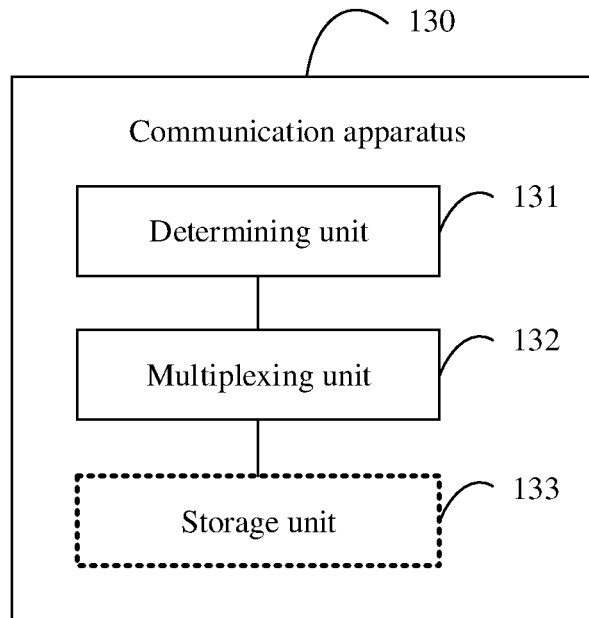 130
Communication apparatus
131
Determining unit
132
Multiplexing unit
133
Storage unit